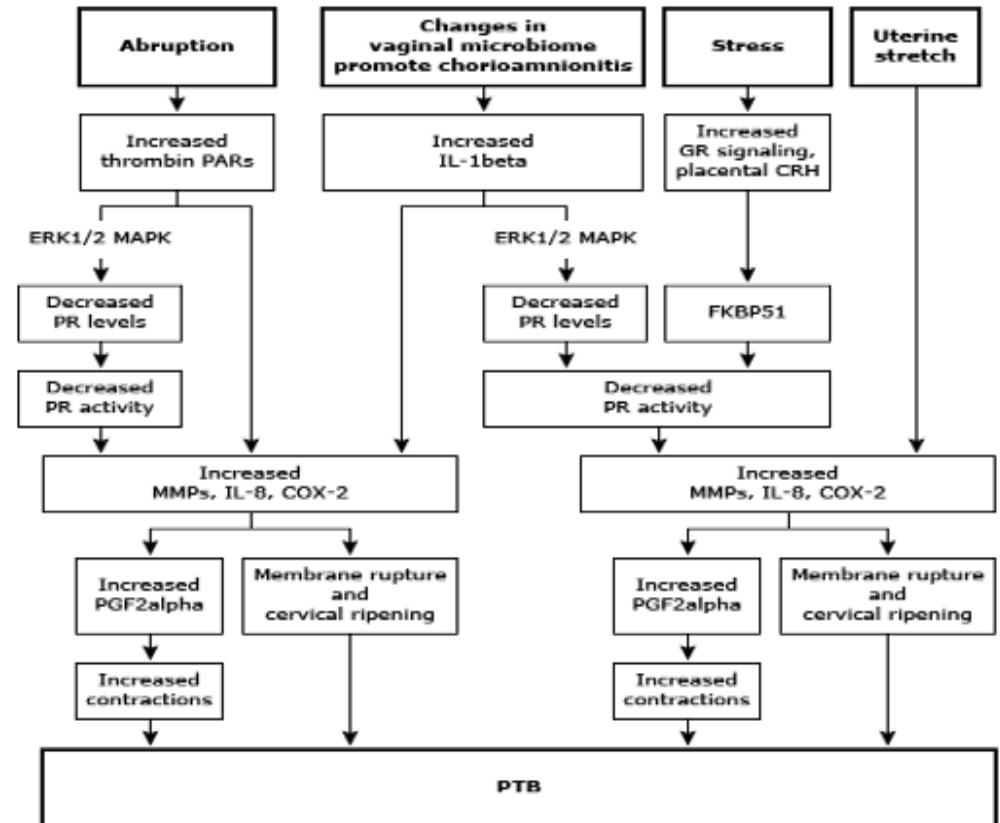 Abruption
Changes in
vaginal microbiome
promote chorioamnionitis
Stress
Uterine
stretch
Increased
thrombin PARs
Increased
IL-1beta
Increased
GR signaling,
placental CRH
ERK1/2 MAPK
ERK1/2 MAPK
Decreased
PR levels
Decreased
PR levels
FKBP51
Decreased
PR activity
Decreased
PR activity
Increased
MMPs, IL-8, COX-2
Increased
MMPs, IL-8, COX-2
Increased
PGF2alpha
Membrane rupture
and
cervical ripening
Increased
PGF2alpha
Membrane rupture
and
cervical ripening
Increased
contractions
Increased
contractions
PTB